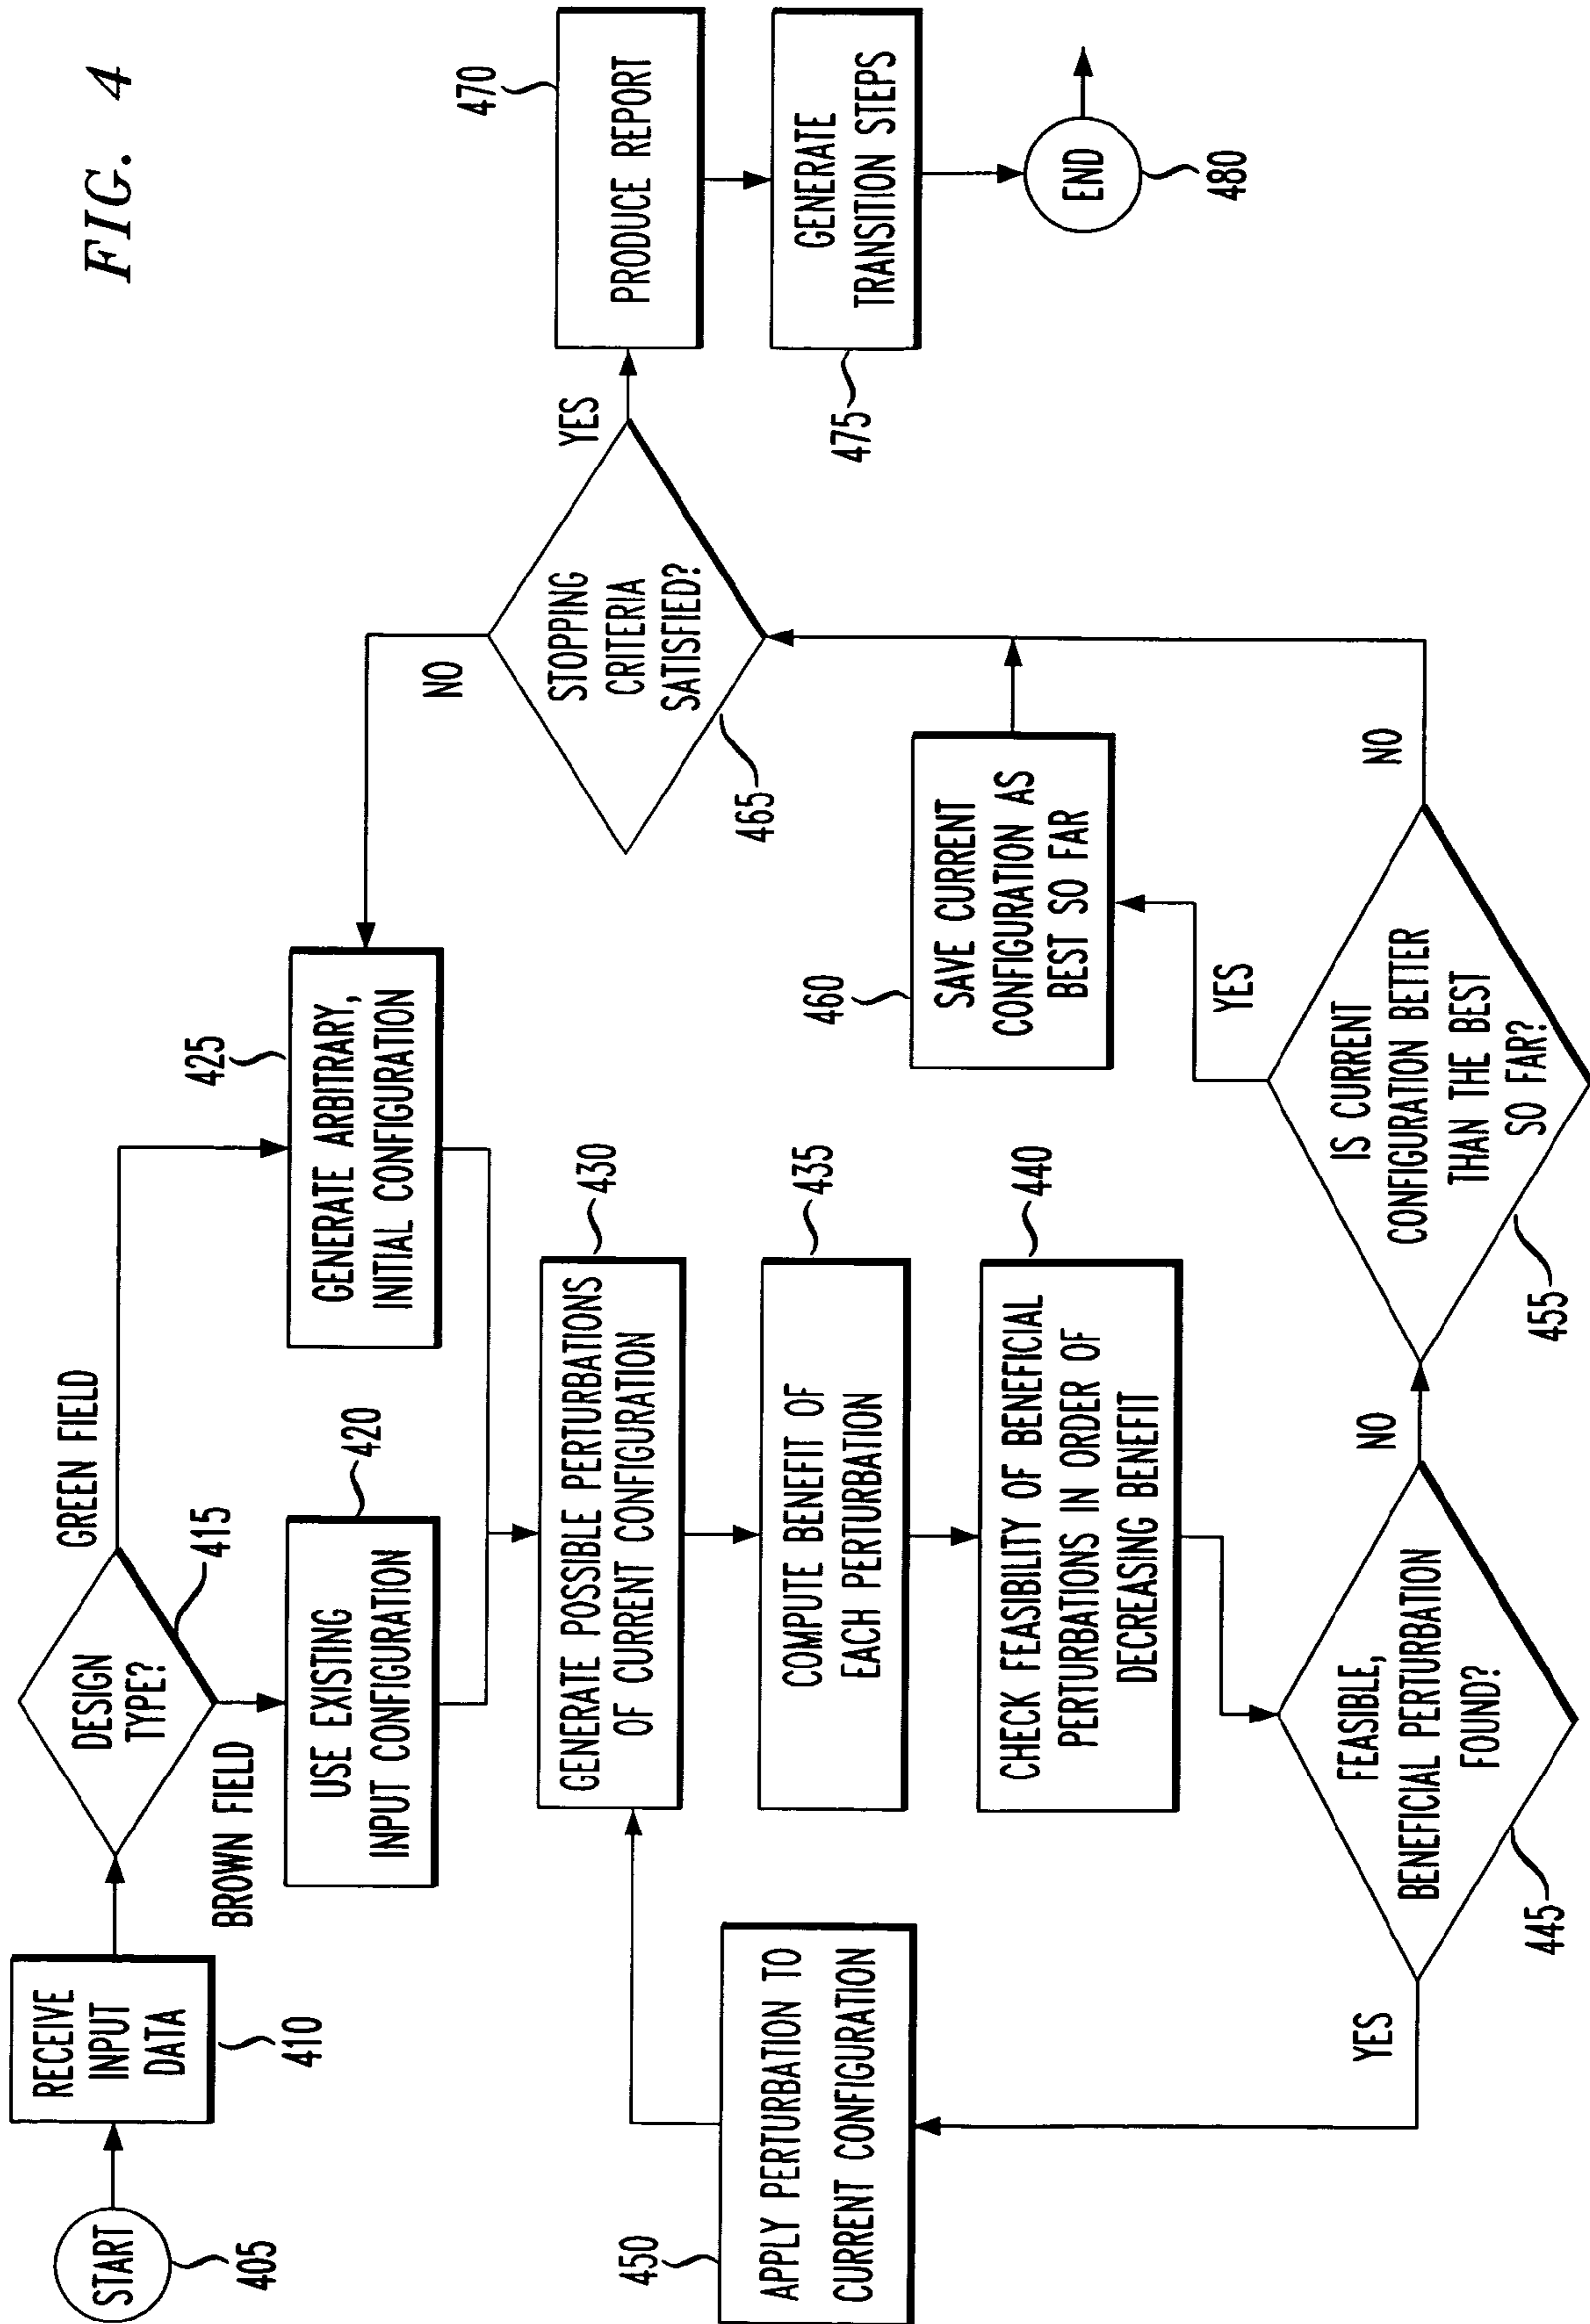 FIG. 4
START
405
RECEIVE
INPUT
DATA
410
DESIGN
TYPE?
415
GREEN FIELD
BROWN FIELD
USE EXISTING
INPUT CONFIGURATION
420
GENERATE ARBITRARY,
INITIAL CONFIGURATION
425
GENERATE POSSIBLE PERTURBATIONS
OF CURRENT CONFIGURATION
430
COMPUTE BENEFIT OF
EACH PERTURBATION
435
CHECK FEASIBILITY OF BENEFICIAL
PERTURBATIONS IN ORDER OF
DECREASING BENEFIT
440
FEASIBLE,
BENEFICIAL PERTURBATION
FOUND?
445
YES
NO
APPLY PERTURBATION TO
CURRENT CONFIGURATION
450
IS CURRENT
CONFIGURATION BETTER
THAN THE BEST
SO FAR?
455
YES
NO
SAVE CURRENT
CONFIGURATION AS
BEST SO FAR
460
STOPPING
CRITERIA
SATISFIED?
465
NO
YES
PRODUCE REPORT
470
GENERATE
TRANSITION STEPS
475
END
480